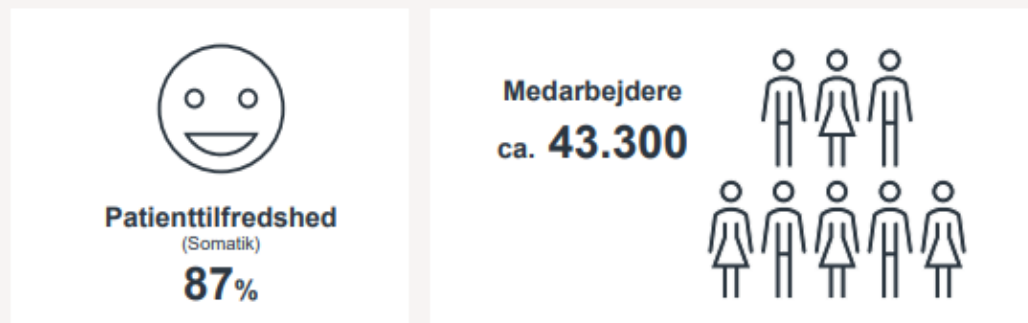 Patienttilfredshed
(Somatik)
87%
Medarbejdere
ca. 43.300